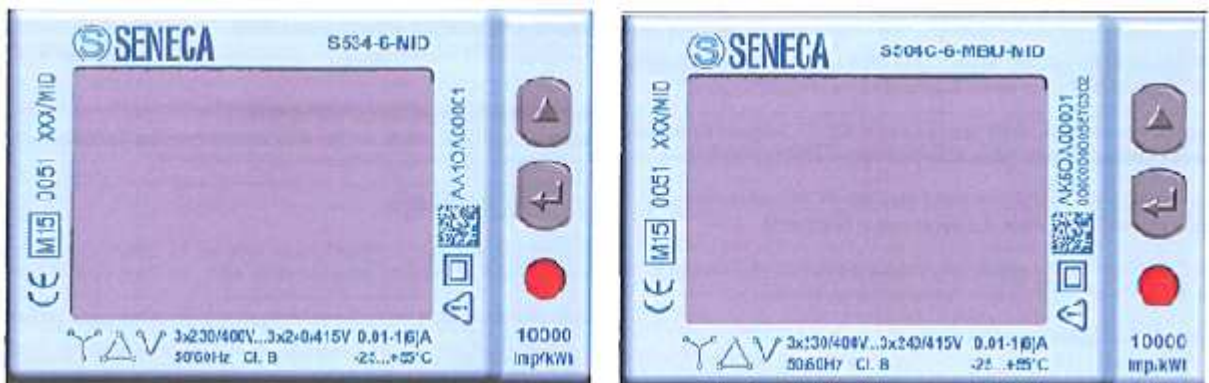 SENECA
S534-6-MID
CE M15 0051 XXX/MID
3x230/400V...3x240/415V 0.01-1(6)A
50/60Hz Cl. B -25...+55°C
10000
imp/kWh
SENECA
S504C-6-MBU-MID
CE M15 0051 XXX/MID
3x230/400V...3x240/415V 0.01-1(6)A
50/60Hz Cl. B -25...+55°C
10000
imp/kWh